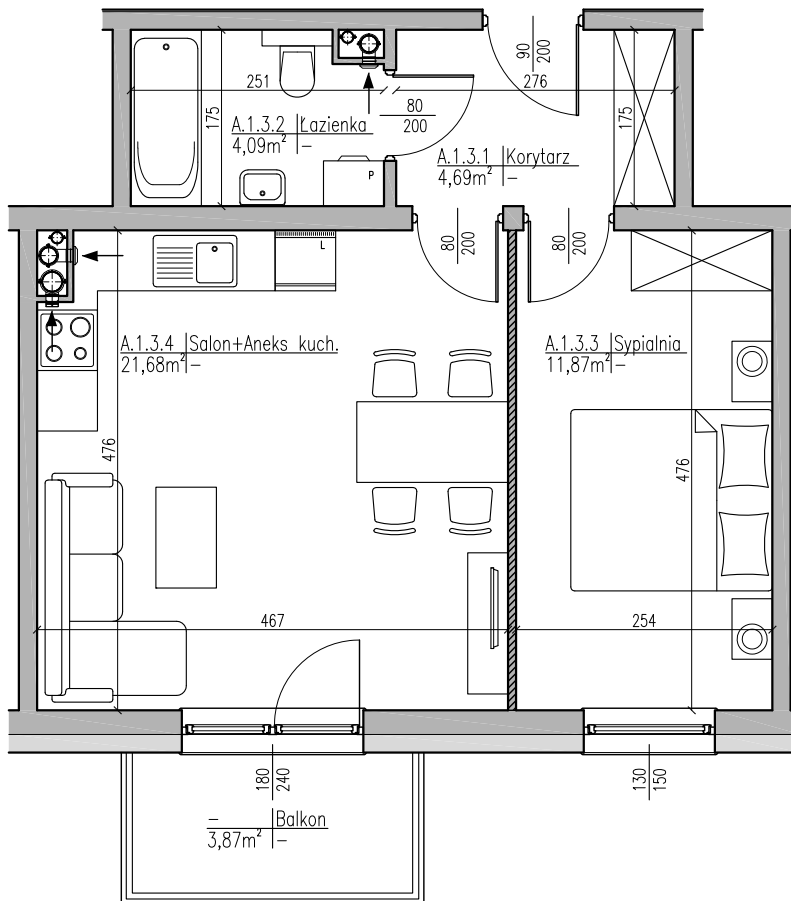 90
200
251
276
175
175
80
200
A.1.3.2 Łazienka
4,09m² –
A.1.3.1 Korytarz
4,69m² –
P
80
200
80
200
L
A.1.3.4 Salon+Aneks kuch.
21,68m² –
A.1.3.3 Sypialnia
11,87m² –
476
476
467
254
180
240
130
150
– Balkon
3,87m² –